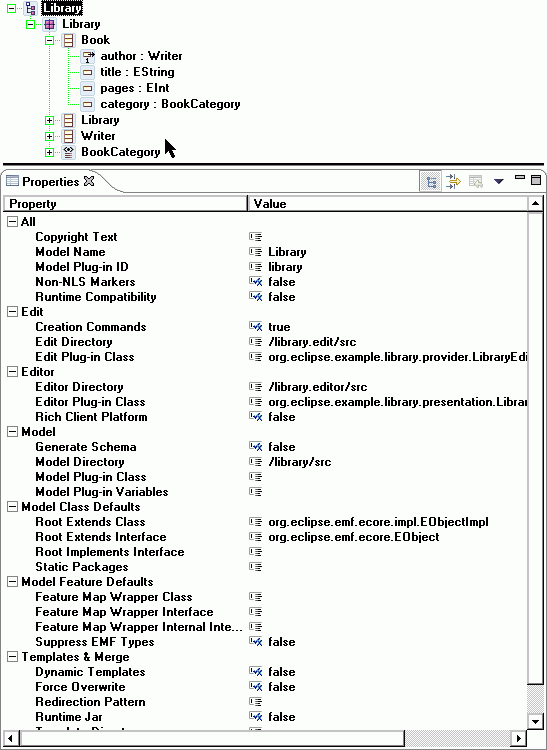 Library
Library
Book
author : Writer
title : EString
pages : EInt
category : BookCategory
Library
Writer
BookCategory
Properties
Property Value
All
Copyright Text
Model Name Library
Model Plug-in ID library
Non-NLS Markers false
Runtime Compatibility false
Edit
Creation Commands true
Edit Directory /library.edit/src
Edit Plug-in Class org.eclipse.example.library.provider.LibraryEdi
Editor
Editor Directory /library.editor/src
Editor Plug-in Class org.eclipse.example.library.presentation.Librar
Rich Client Platform false
Model
Generate Schema false
Model Directory /library/src
Model Plug-in Class
Model Plug-in Variables
Model Class Defaults
Root Extends Class org.eclipse.emf.ecore.impl.EObjectImpl
Root Extends Interface org.eclipse.emf.ecore.EObject
Root Implements Interface
Static Packages
Model Feature Defaults
Feature Map Wrapper Class
Feature Map Wrapper Interface
Feature Map Wrapper Internal Inte...
Suppress EMF Types false
Templates & Merge
Dynamic Templates false
Force Overwrite false
Redirection Pattern
Runtime Jar false